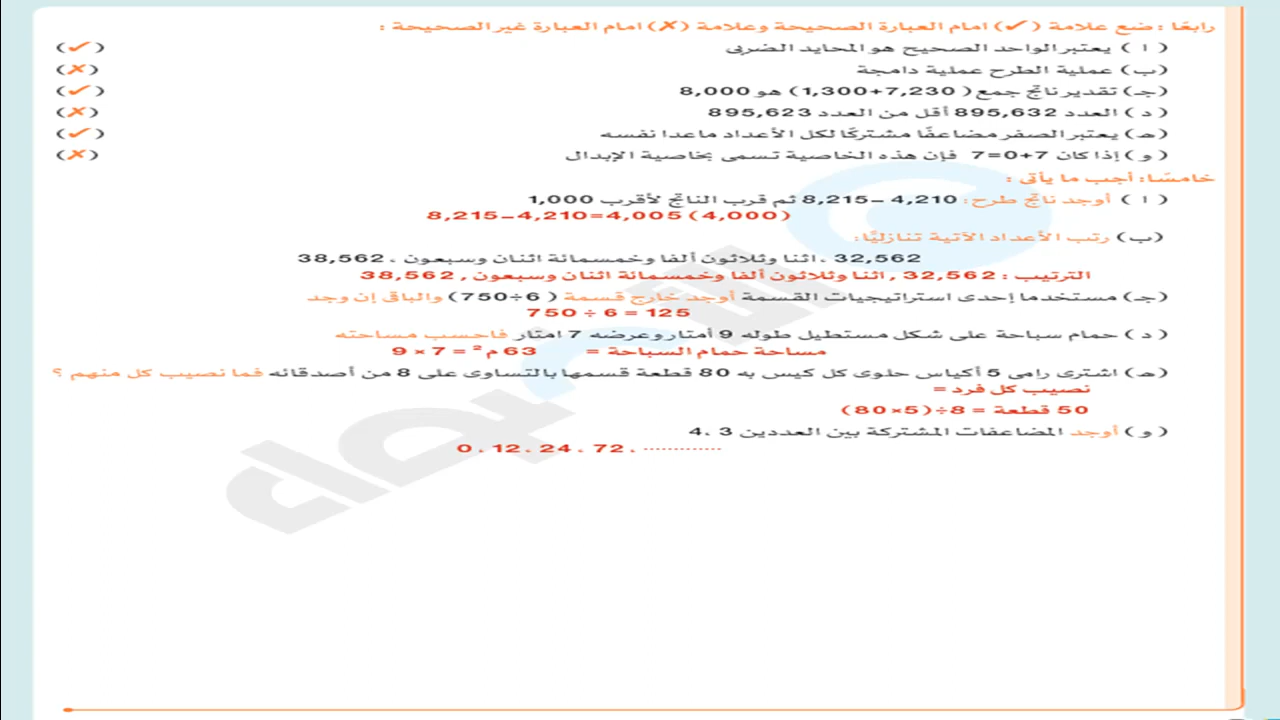 رابعًا: ضع علامة (✓) امام العبارة الصحيحة وعلامة (✗) امام العبارة غير الصحيحة:
( ا ) يعتبر الواحد الصحيح هو المحايد الضربى (✓)
(ب) عملية الطرح عملية دامجة (✗)
(جـ) تقدير ناتج جمع (7,230+1,300) هو 8,000 (✓)
( د ) العدد 895,632 أقل من العدد 895,623 (✗)
(هـ) يعتبر الصفر مضاعفًا مشتركًا لكل الأعداد ماعدا نفسه (✓)
( و ) إذا كان 7+0=7 فإن هذه الخاصية تسمى بخاصية الإبدال (✗)
خامسًا: أجب ما يأتى:
( ا ) أوجد ناتج طرح: 4,210 – 8,215 ثم قرب الناتج لأقرب 1,000
8,215–4,210=4,005 (4,000)
(ب) رتب الأعداد الآتية تنازليًا:
32,562 ، اثنا وثلاثون ألفا وخمسمائة اثنان وسبعون ، 38,562
الترتيب: 32,562 , اثنا وثلاثون ألفا وخمسمائة اثنان وسبعون , 38,562
(جـ) مستخدما إحدى استراتيجيات القسمة أوجد خارج قسمة (750÷6) والباقى إن وجد
750 ÷ 6 = 125
( د ) حمام سباحة على شكل مستطيل طوله 9 أمتار وعرضه 7 امتار فاحسب مساحته
مساحة حمام السباحة = 9 × 7 = 63 م²
(هـ) اشترى رامى 5 أكياس حلوى كل كيس به 80 قطعة قسمها بالتساوى على 8 من أصدقائه فما نصيب كل منهم ؟
نصيب كل فرد =
(80×5)÷8 = 50 قطعة
( و ) أوجد المضاعفات المشتركة بين العددين 3 ، 4
0 ، 12 ، 24 ، 72 ، .............